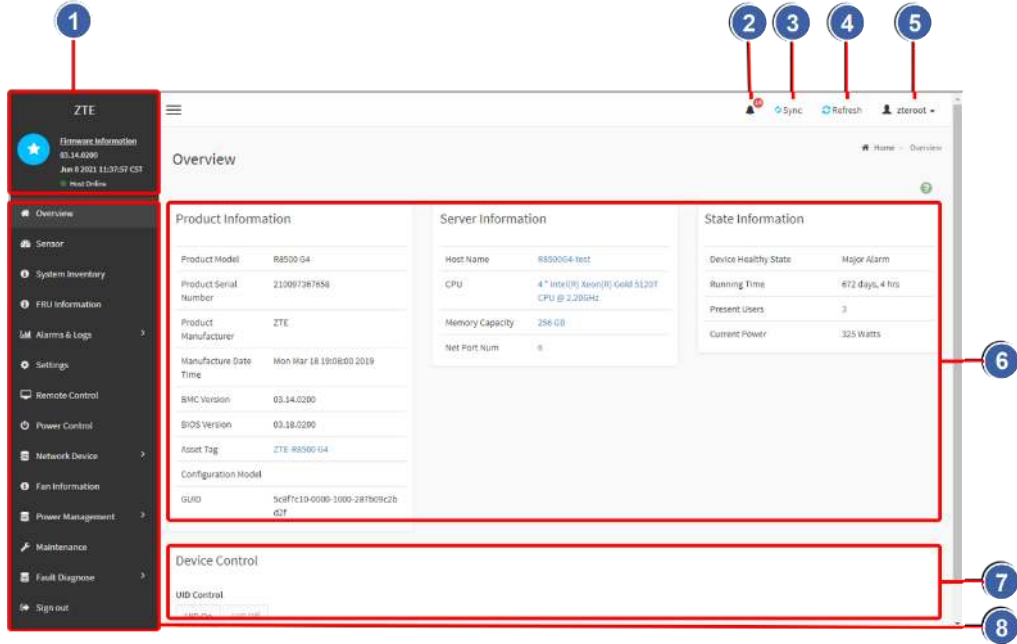 1
2
3
4
5
ZTE
Firmware Information
03.14.0200
Jun 8 2021 11:37:57 CST
Host Online
Sync
Refresh
zteroot
Overview
Home
Overview
Overview
Sensor
System Inventory
FRU Information
Alarms & Logs
Settings
Remote Control
Power Control
Network Device
Fan Information
Power Management
Maintenance
Fault Diagnose
Sign out
Product Information
Product Model R8500 G4
Product Serial 210097367658
Number
Product ZTE
Manufacturer
Manufacture Date Mon Mar 18 19:08:00 2019
Time
BMC Version 03.14.0200
BIOS Version 03.18.0200
Asset Tag ZTE-R8500 G4
Configuration Model
GUID
Server Information
Host Name R8500G4-test
CPU 4 * Intel(R) Xeon(R) Gold 5120T
CPU @ 2.20GHz
Memory Capacity 256 GB
Net Port Num
State Information
Device Healthy State Major Alarm
Running Time 672 days, 4 hrs
Present Users 3
Current Power 325 Watts
6
Device Control
UID Control
7
8